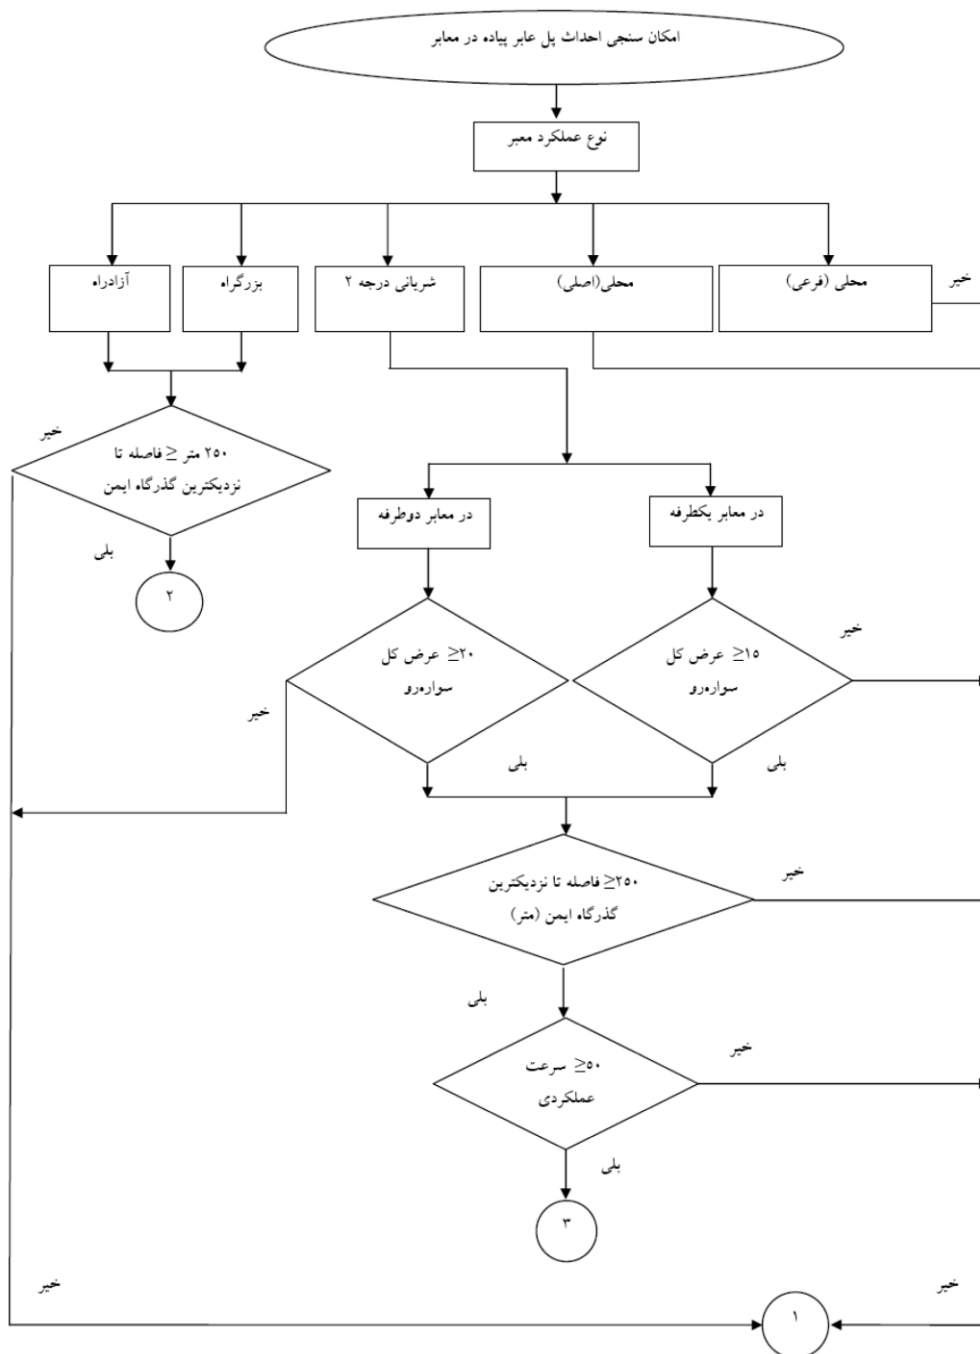 امکان سنجی احداث پل عابر پیاده در معابر
نوع عملکرد معبر
محلی (فرعی)
خیر
محلی(اصلی)
شریانی درجه ۲
بزرگراه
آزادراه
خیر
۲۵۰ متر ≥ فاصله تا
نزدیکترین گذرگاه ایمن
بلی
۲
در معابر یکطرفه
در معابر دوطرفه
خیر
≤۱۵ عرض کل
سواره‌رو
≤۲۰ عرض کل
سواره‌رو
خیر
بلی
بلی
≥۲۵۰ فاصله تا نزدیکترین
گذرگاه ایمن (متر)
خیر
بلی
≥۵۰ سرعت
عملکردی
خیر
بلی
۳
خیر
خیر
۱